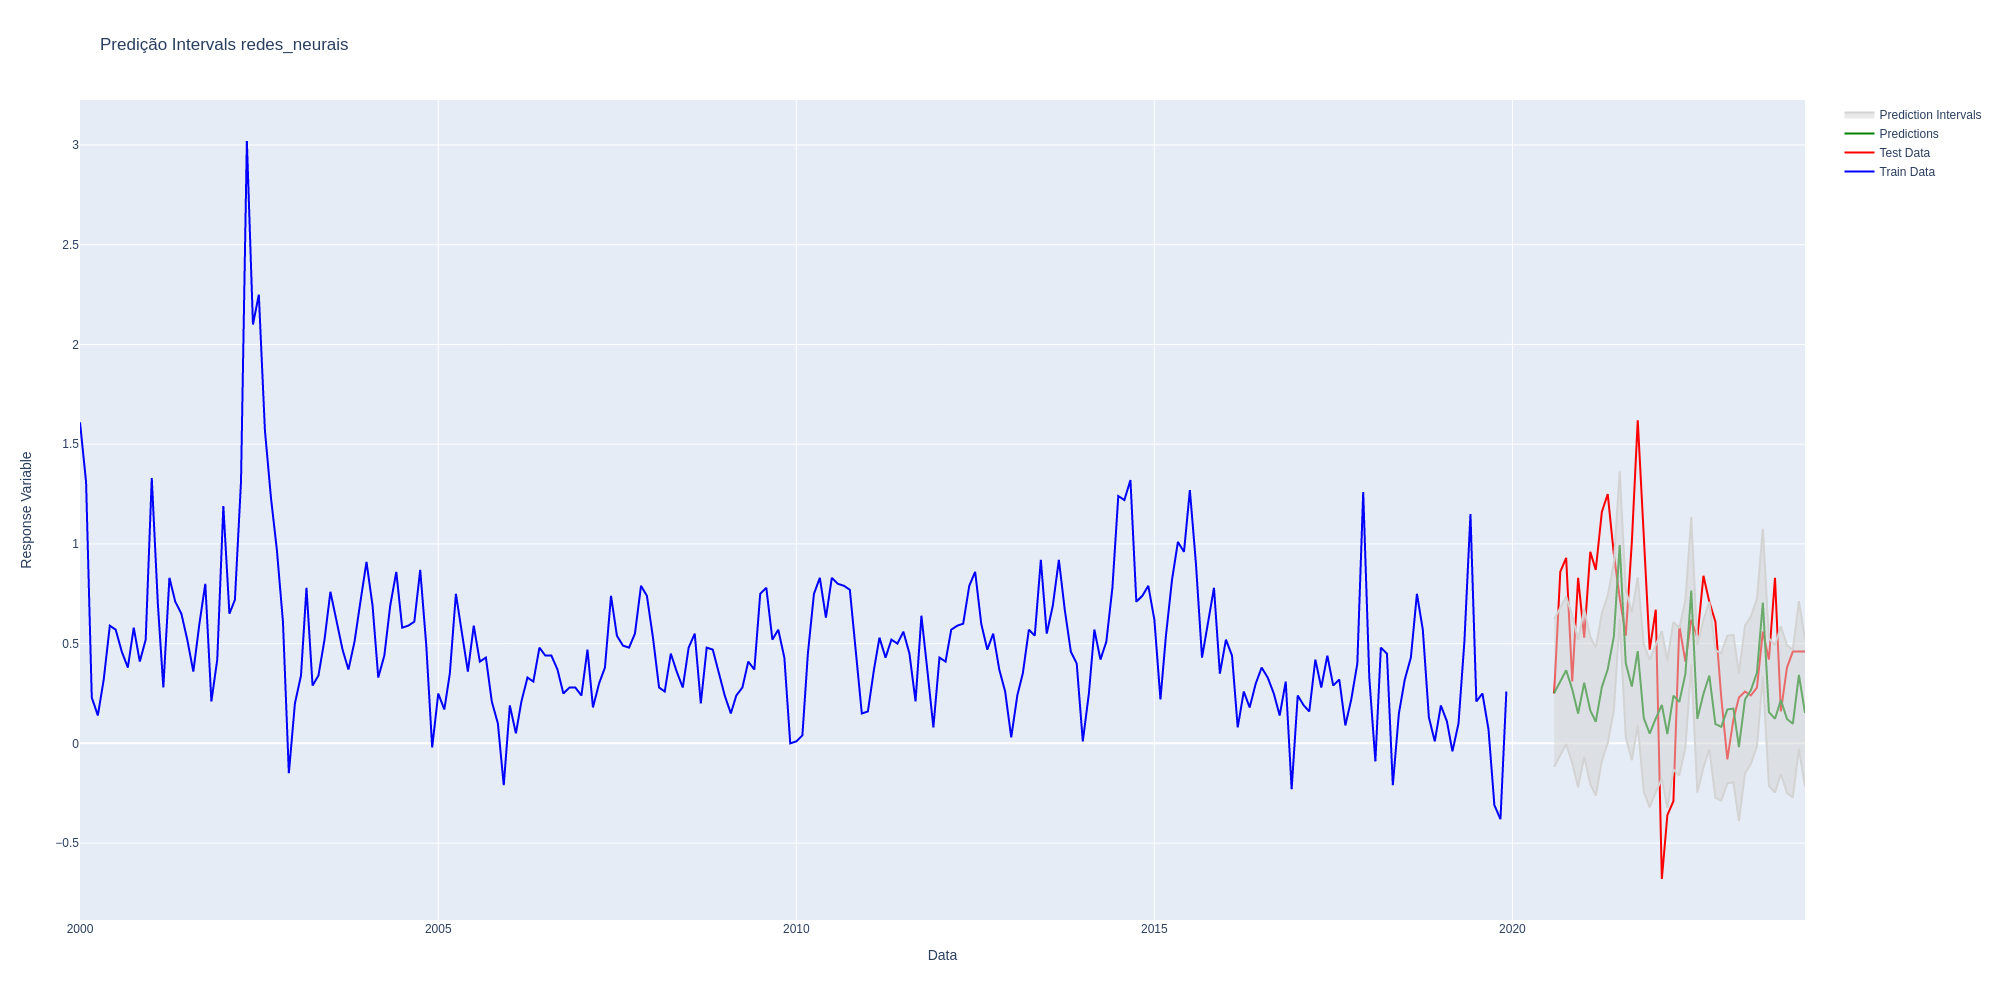 Predição Intervals redes_neurais
Prediction Intervals
Predictions
Test Data
Train Data
Response Variable
3
2.5
2
1.5
1
0.5
0
−0.5
2000 2005 2010 2015 2020
Data